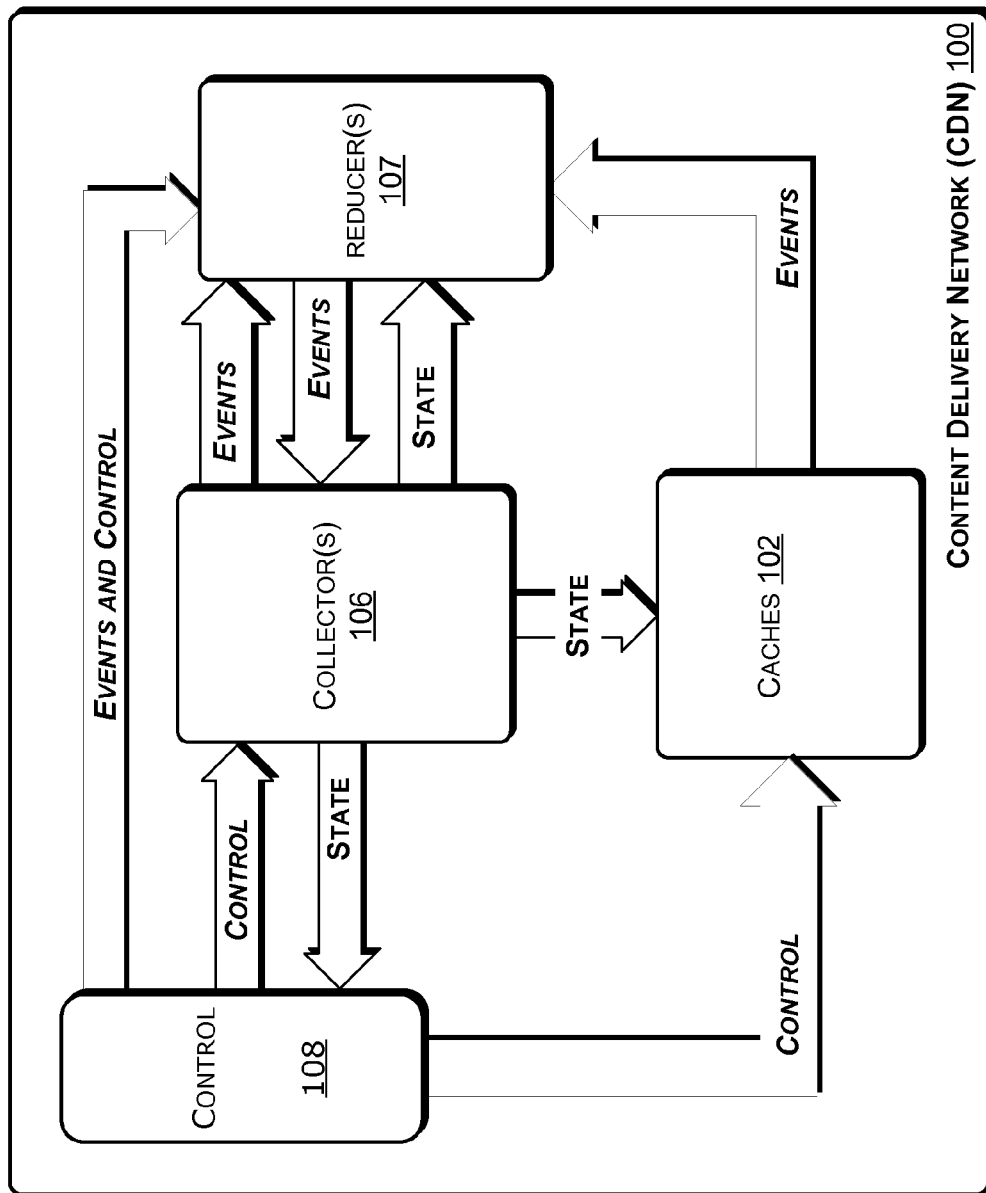 EVENTS AND CONTROL
CONTROL
108
CONTROL
STATE
COLLECTOR(S)
106
EVENTS
EVENTS
STATE
REDUCER(S)
107
STATE
CACHES 102
CONTROL
EVENTS
CONTENT DELIVERY NETWORK (CDN) 100